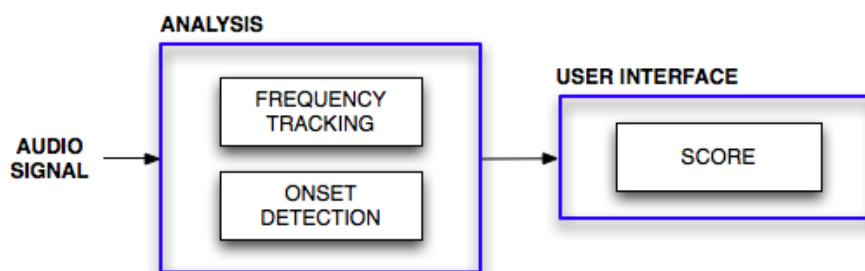 ANALYSIS
FREQUENCY
TRACKING
USER INTERFACE
AUDIO
SIGNAL
SCORE
ONSET
DETECTION